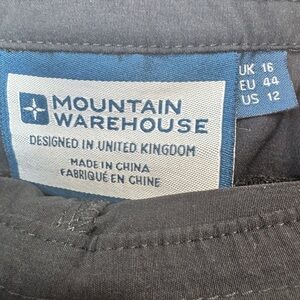 MOUNTAIN
WAREHOUSE
DESIGNED IN UNITED KINGDOM
MADE IN CHINA
FABRIQUÉ EN CHINE
UK 16
EU 44
US 12